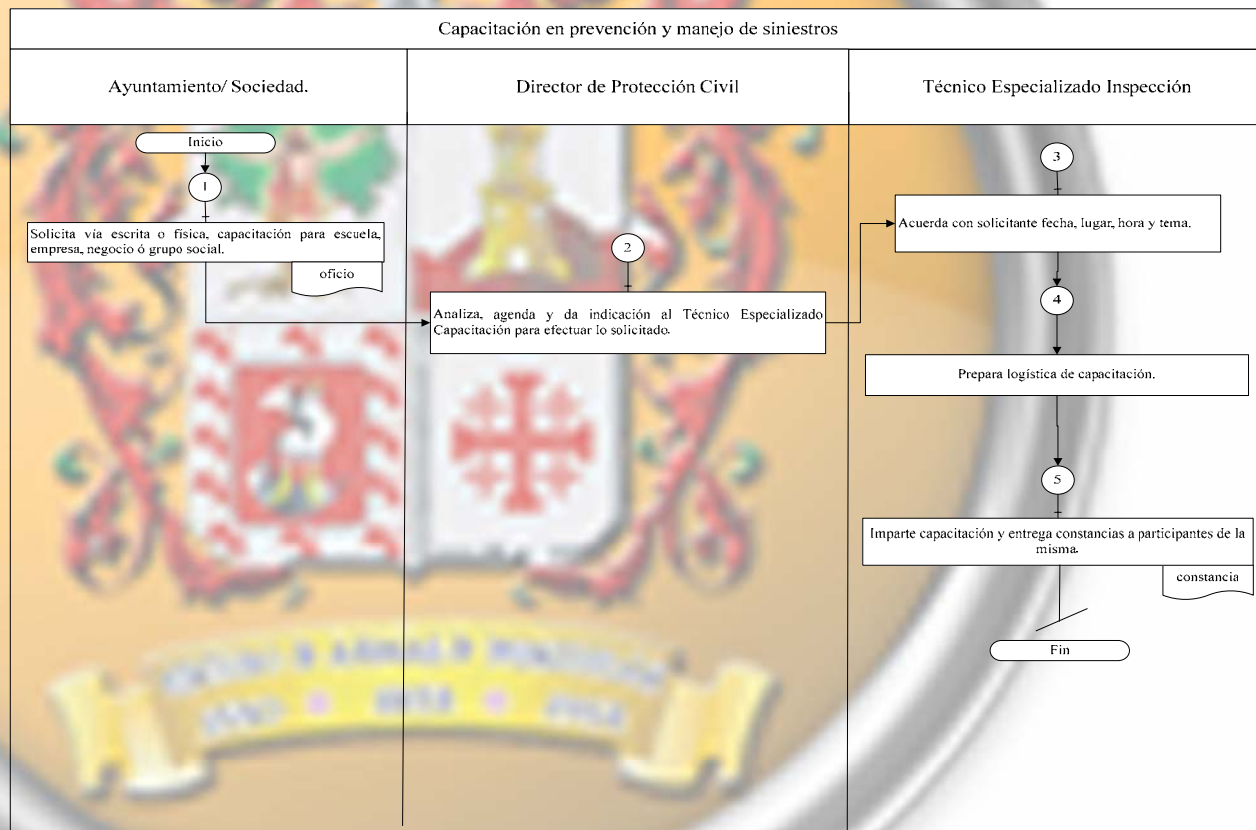 Capacitación en prevención y manejo de siniestros
Ayuntamiento/ Sociedad.
Director de Protección Civil
Técnico Especializado Inspección
Inicio
1
Solicita vía escrita o física, capacitación para escuela,
empresa, negocio ó grupo social.
oficio
2
Analiza, agenda y da indicación al Técnico Especializado
Capacitación para efectuar lo solicitado.
3
Acuerda con solicitante fecha, lugar, hora y tema.
4
Prepara logística de capacitación.
5
Imparte capacitación y entrega constancias a participantes de la
misma.
constancia
Fin